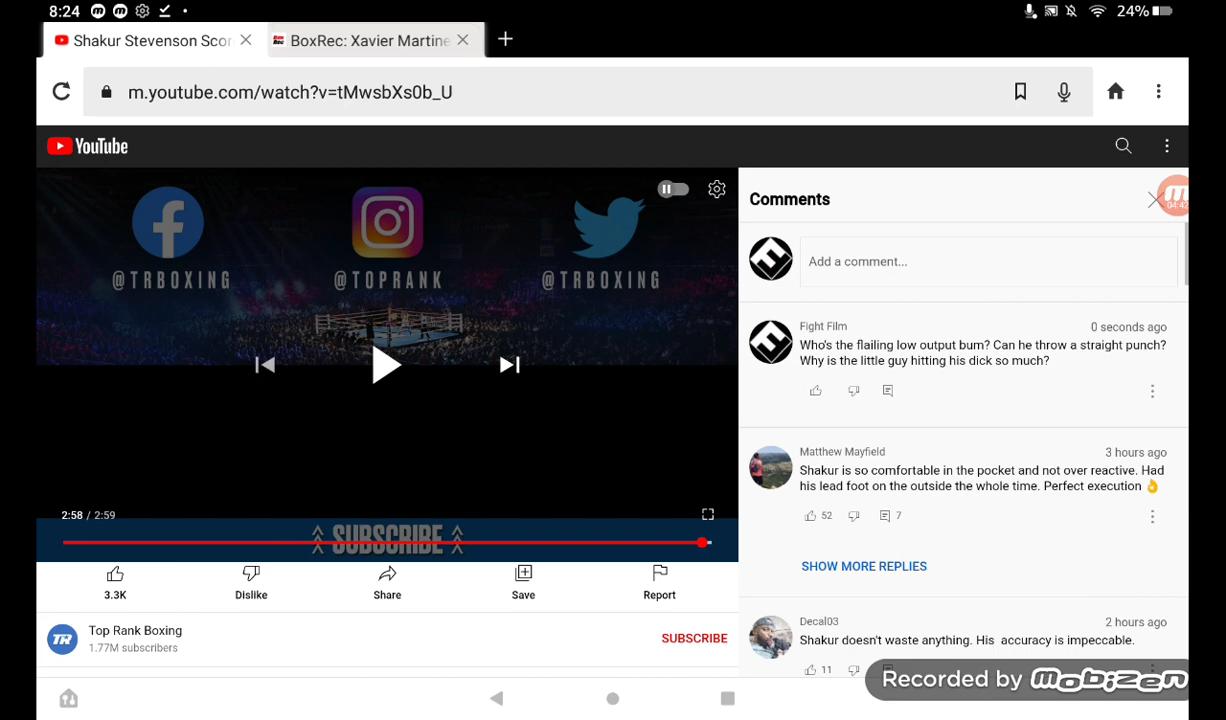 8:24
24%
Shakur Stevenson Scor
BoxRec: Xavier Martine
m.youtube.com/watch?v=tMwsbXs0b_U
YouTube
@TRBOXING
@TOPRANK
@TRBOXING
2:58 / 2:59
SUBSCRIBE
3.3K
Dislike
Share
Save
Report
Top Rank Boxing
1.77M subscribers
SUBSCRIBE
Comments
04:42
Add a comment...
Fight Film
0 seconds ago
Who's the flailing low output bum? Can he throw a straight punch?
Why is the little guy hitting his dick so much?
Matthew Mayfield
3 hours ago
Shakur is so comfortable in the pocket and not over reactive. Had
his lead foot on the outside the whole time. Perfect execution 👌
52
7
SHOW MORE REPLIES
Decal03
2 hours ago
Shakur doesn't waste anything. His accuracy is impeccable.
11
Recorded by mobizen